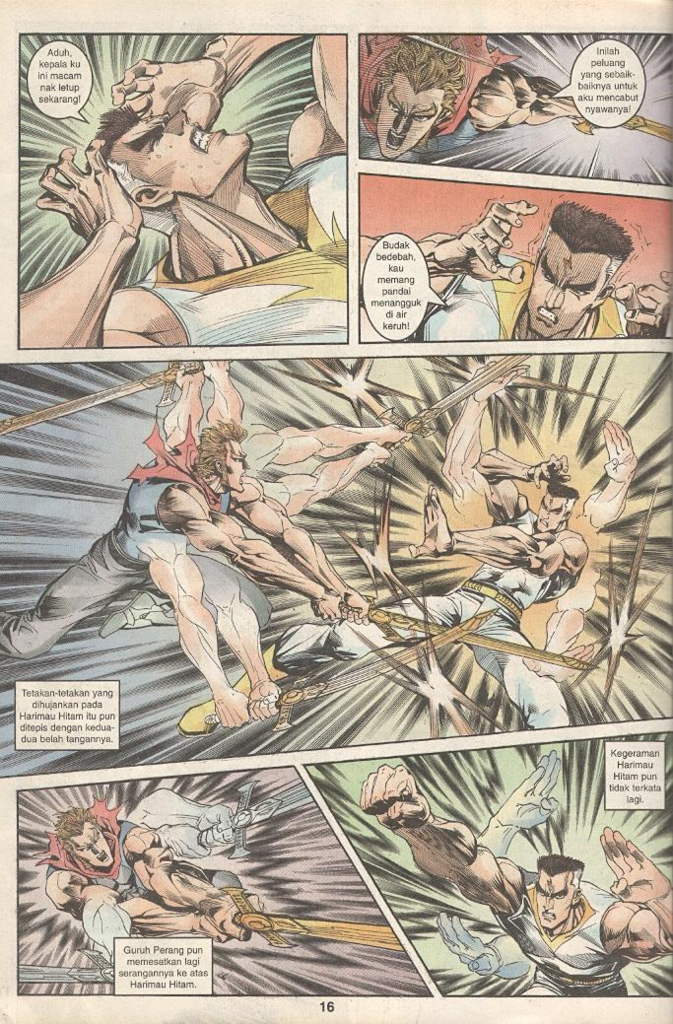 Aduh,
kepala ku
ini macam
nak letup
sekarang!
Inilah
peluang
yang sebaik-
baiknya untuk
aku mencabut
nyawanya!
Budak
bedebah,
kau
memang
pandai
menangguk
di air
keruh!
Tetakan-tetakan yang
dihujankan pada
Harimau Hitam itu pun
ditepis dengan kedua-
dua belah tangannya.
Kegeraman
Harimau
Hitam pun
tidak terkata
lagi.
Guruh Perang pun
memesatkan lagi
serangannya ke atas
Harimau Hitam.
16